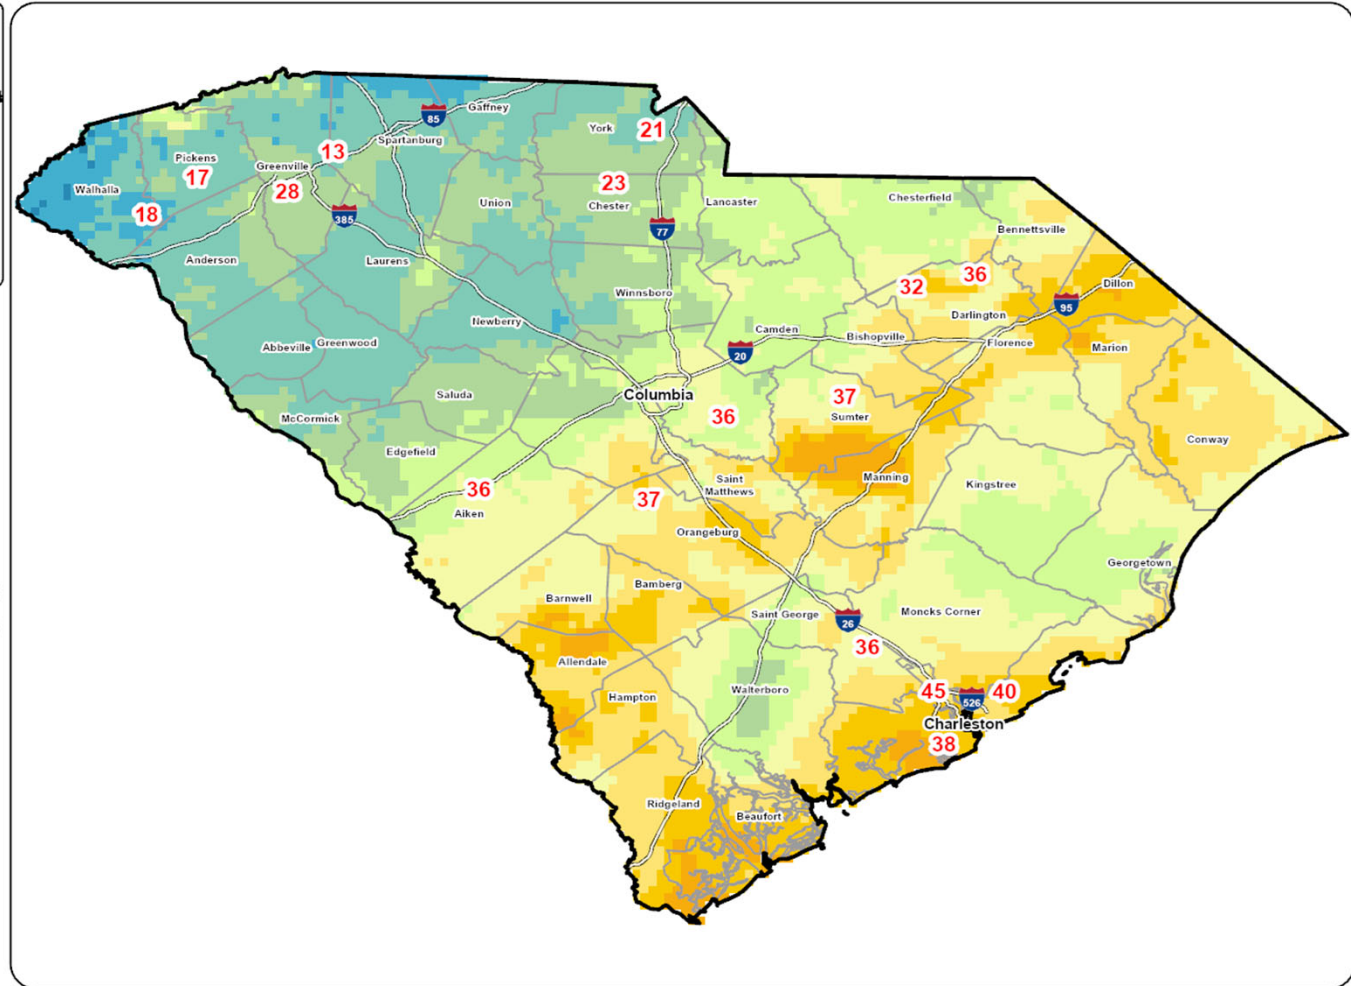 Gaffney
85
York
21
13
Spartanburg
Pickens
Greenville
17
28
23
Walhalla
Chester
Union
Lancaster
Chesterfield
18
385
77
Bennettsville
Anderson
Laurens
36
32
Dillon
Winnsboro
95
Darlington
Newberry
Camden
Bishopville
Florence
Marion
Abbeville
Greenwood
20
Columbia
Saluda
37
McCormick
36
Sumter
Conway
Edgefield
Manning
Saint
Matthews
Kingstree
36
37
Aiken
Orangeburg
Georgetown
Bamberg
Barnwell
Saint George
Moncks Corner
26
36
Allendale
Hampton
Walterboro
45
526
40
Charleston
38
Ridgeland
Beaufort